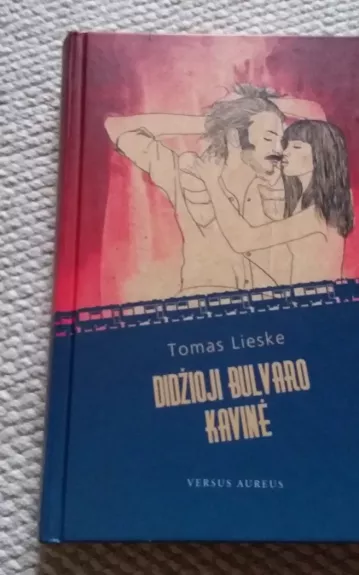 Tomas Lieske
DIDŽIOJI BULVARO
KAVINĖ
VERSUS AUREUS